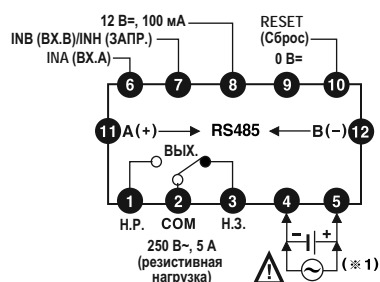 12 В=, 100 мА
RESET
INB (ВХ.В)/INH (ЗАПР.)
(Сброс)
INA (ВХ.А)
0 В=
6 7 8 9 10
11 A(+) RS485 B(−) 12
ВЫХ.
1 2 3 4 5
Н.Р. COM Н.З. − +
250 В~, 5 А
(※1)
(резистивная
нагрузка)